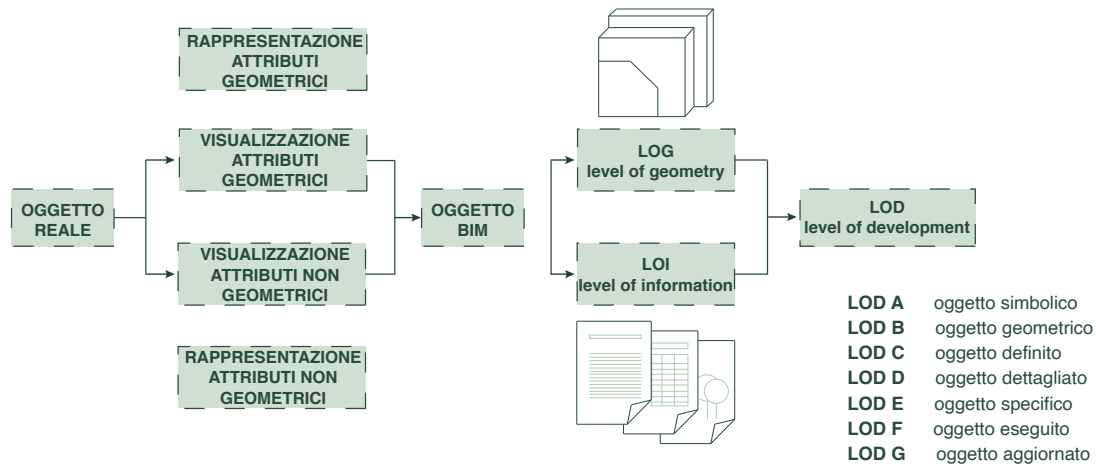 RAPPRESENTAZIONE
ATTRIBUTI
GEOMETRICI
VISUALIZZAZIONE
ATTRIBUTI
GEOMETRICI
OGGETTO
REALE
VISUALIZZAZIONE
ATTRIBUTI NON
GEOMETRICI
RAPPRESENTAZIONE
ATTRIBUTI NON
GEOMETRICI
OGGETTO
BIM
LOG
level of geometry
LOI
level of information
LOD
level of development
LOD A oggetto simbolico
LOD B oggetto geometrico
LOD C oggetto definito
LOD D oggetto dettagliato
LOD E oggetto specifico
LOD F oggetto eseguito
LOD G oggetto aggiornato